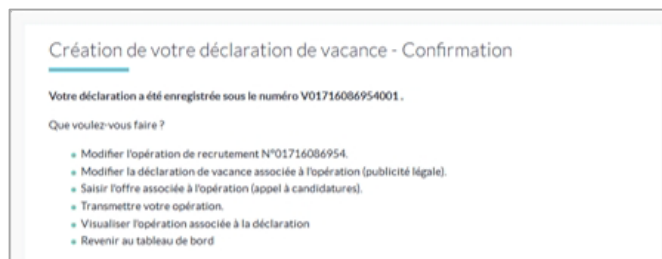 Création de votre déclaration de vacance - Confirmation
Votre déclaration a été enregistrée sous le numéro V01716086954001.
Que voulez-vous faire ?
Modifier l'opération de recrutement N°01716086954.
Modifier la déclaration de vacance associée à l'opération (publicité légale).
Saisir l'offre associée à l'opération (appel à candidatures).
Transmettre votre opération.
Visualiser l'opération associée à la déclaration
Revenir au tableau de bord